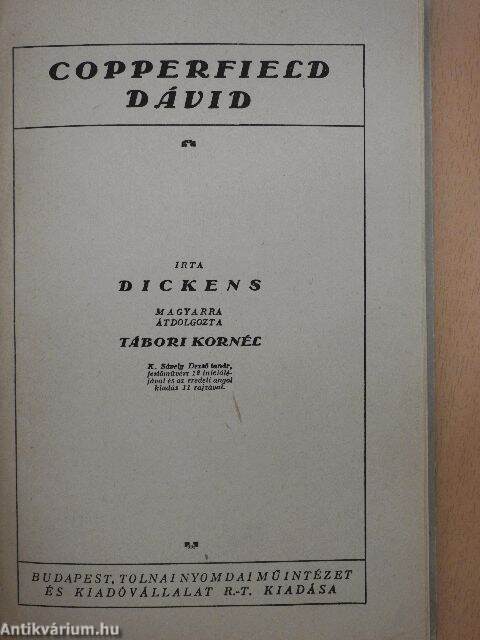 COPPERFIELD
DÁVID
IRTA
DICKENS
MAGYARRA
ÁTDOLGOZTA
TÁBORI KORNÉL
K. Sávely Dezső tanár,
festőművész 18 iniciálé-
jával és az eredeti angol
kiadás 11 rajzával.
BUDAPEST, TOLNAI NYOMDAI MŰINTÉZET
ÉS KIADÓVÁLLALAT R.-T. KIADÁSA
Antikvárium.hu